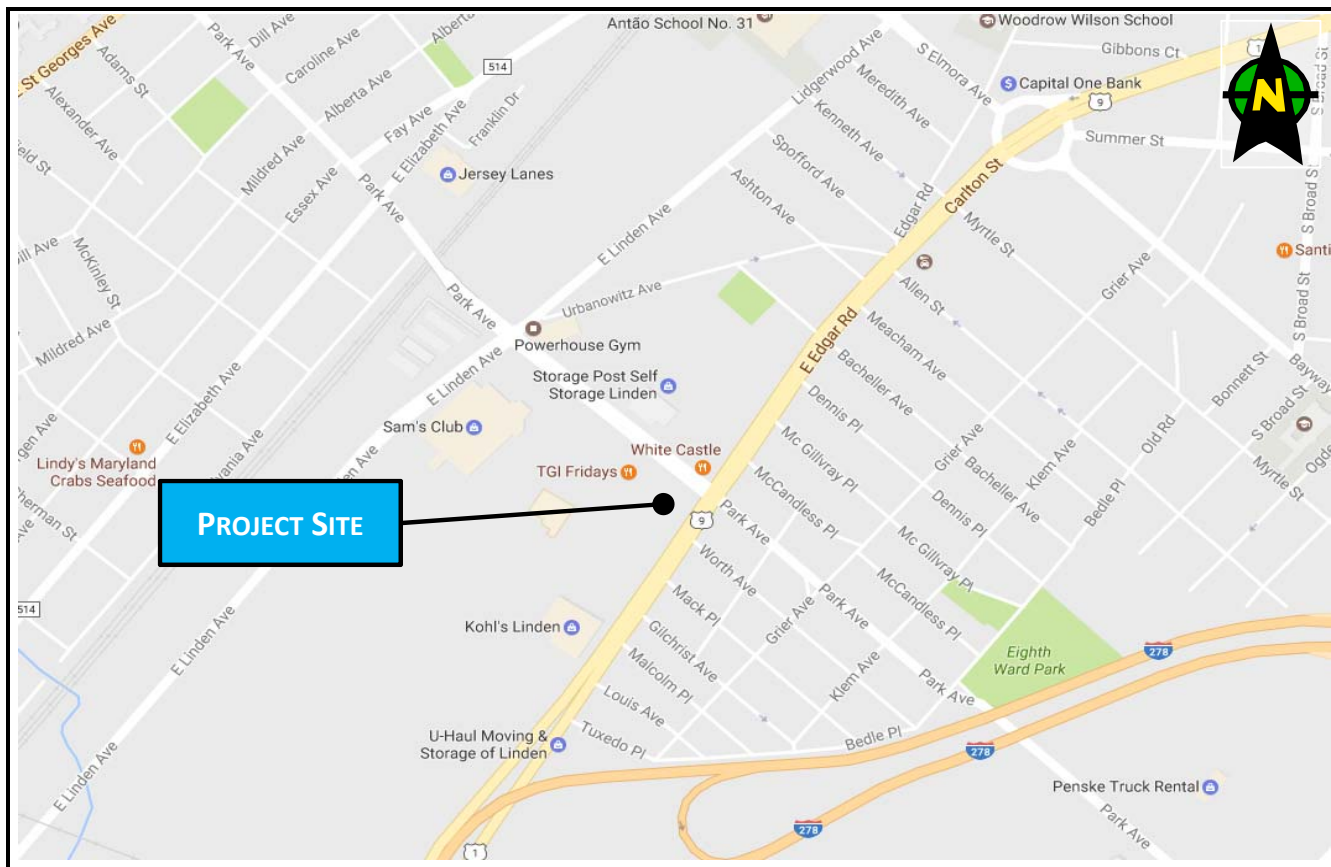 E St Georges Ave
Park Ave
Dill Ave
Alberta
Antão School No. 31
Woodrow Wilson School
Gibbons Ct
1
S Broad St
Adams St
Caroline Ave
514
Lidgerwood Ave
S Elmora Ave
Capital One Bank
9
N
Alexander Ave
Alberta Ave
Fay Ave
Franklin Dr
Meredith Ave
Kenneth Ave
Summer St
field St
Mildred Ave
E Elizabeth Ave
Spofford Ave
Jersey Lanes
Essex Ave
Park Ave
Ashton Ave
Edgar Rd
Carlton St
S Broad St
McKinley St
E Linden Ave
Myrtle St
Grier Ave
Santi
Allen St
Urbanowitz Ave
Park Ave
Mildred Ave
Powerhouse Gym
E Edgar Rd
Meacham Ave
S Broad St
E Linden Ave
Bacheller Ave
Bayway
Storage Post Self
Storage Linden
Dennis Pl
Bonnett St
E Elizabeth Ave
Sam's Club
White Castle
Mc Gillvray Pl
Grier Ave
Klem Ave
Old Rd
S Broad St
Lindy's Maryland
Crabs Seafood
TGI Fridays
McCandless Pl
Bacheller Ave
Bedle Pl
Myrtle St
PROJECT SITE
9
Park Ave
Dennis Pl
Worth Ave
Mc Gillvray Pl
Mack Pl
Grier Ave
Park Ave
McCandless Pl
514
Kohl's Linden
Gilchrist Ave
E Linden Ave
Malcolm Pl
Klem Ave
Eighth
Ward Park
278
Louis Ave
Park Ave
U-Haul Moving &
Storage of Linden
Tuxedo Pl
Bedle Pl
278
E Linden Ave
Penske Truck Rental
278
Park Ave
1